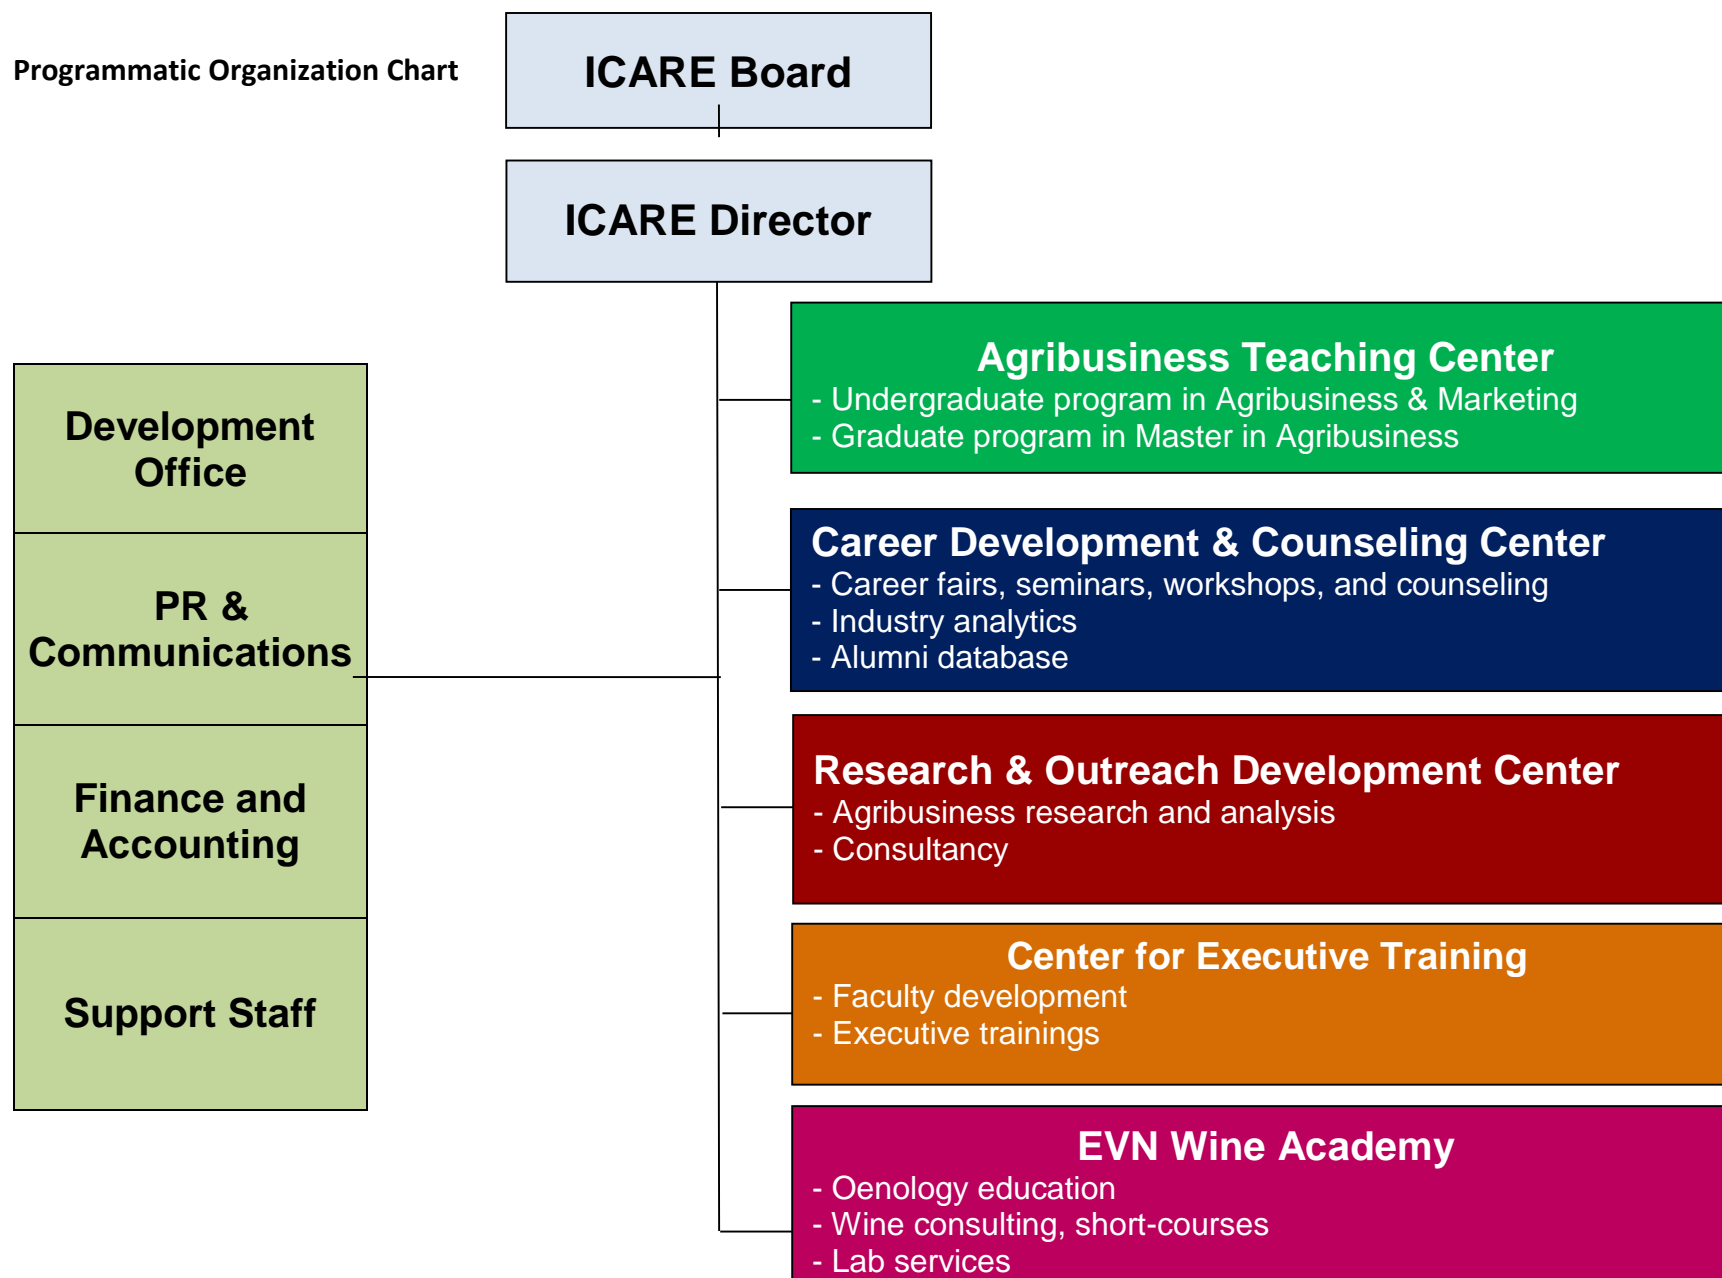 Programmatic Organization Chart
ICARE Board
ICARE Director
Development
Office
PR &
Communications
Finance and
Accounting
Support Staff
Agribusiness Teaching Center
- Undergraduate program in Agribusiness & Marketing
- Graduate program in Master in Agribusiness
Career Development & Counseling Center
- Career fairs, seminars, workshops, and counseling
- Industry analytics
- Alumni database
Research & Outreach Development Center
- Agribusiness research and analysis
- Consultancy
Center for Executive Training
- Faculty development
- Executive trainings
EVN Wine Academy
- Oenology education
- Wine consulting, short-courses
- Lab services